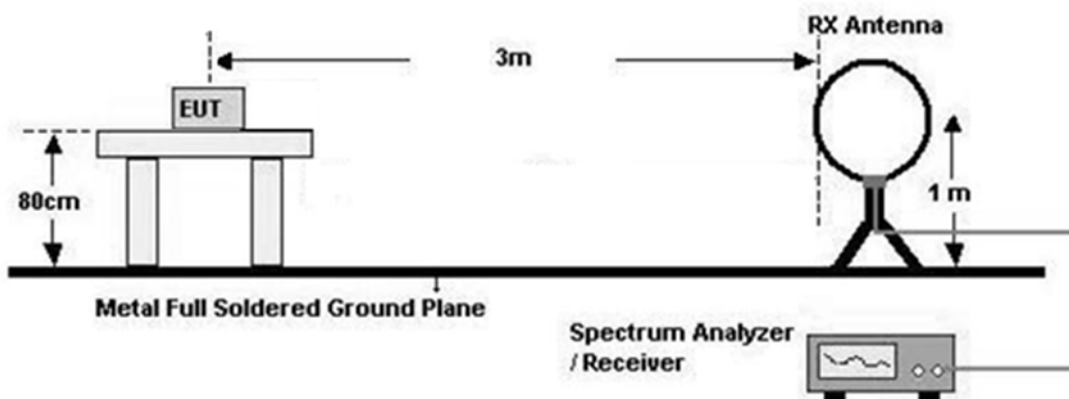 RX Antenna
3m
EUT
80cm
1 m
Metal Full Soldered Ground Plane
Spectrum Analyzer
/ Receiver